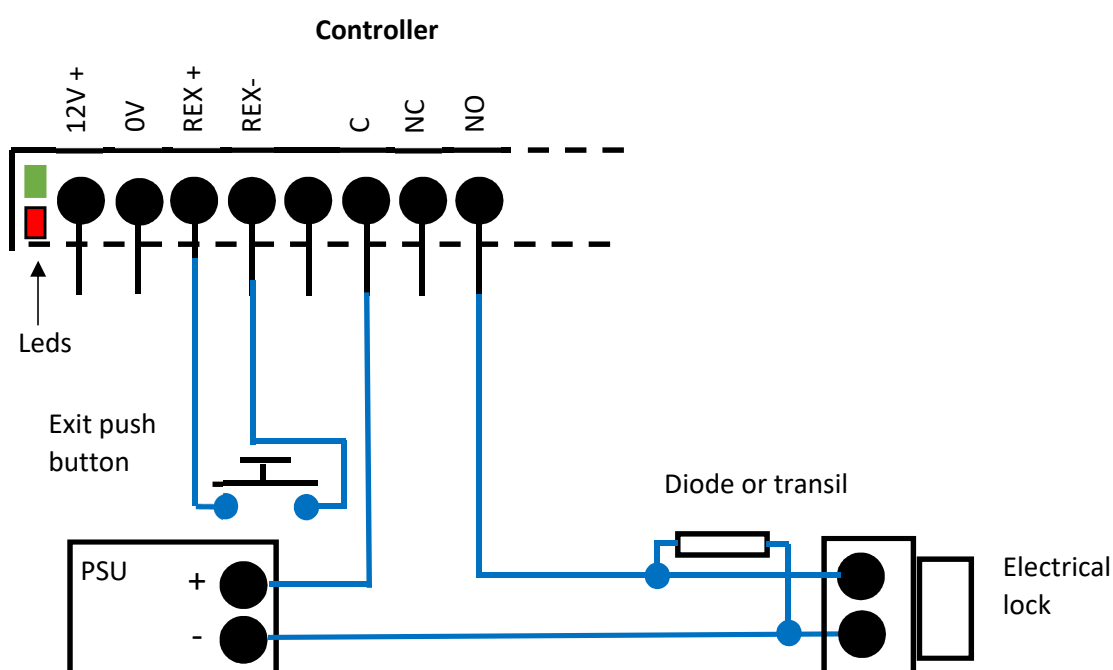 Controller
12V +
0V
REX +
REX-
C
NC
NO
Leds
Exit push
button
Diode or transil
PSU
+
-
Electrical
lock